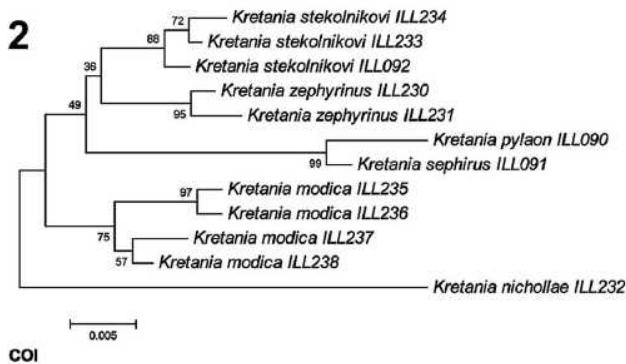 2
72
Kretania stekolnikovi ILL234
Kretania stekolnikovi ILL233
88
Kretania stekolnikovi ILL092
36
Kretania zephyrinus ILL230
95
Kretania zephyrinus ILL231
49
Kretania pylaon ILL090
99
Kretania sephirus ILL091
97
Kretania modica ILL235
Kretania modica ILL236
75
Kretania modica ILL237
57
Kretania modica ILL238
Kretania nichollae ILL232
0.005
COI